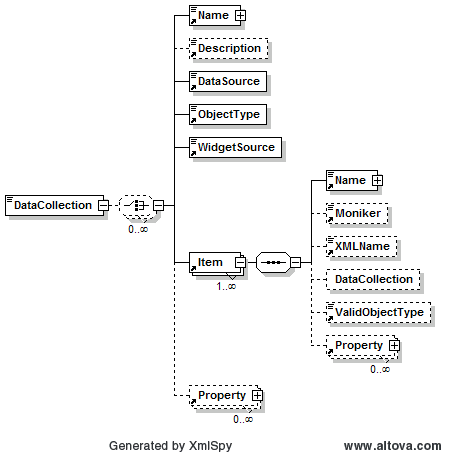 Name
Description
DataSource
ObjectType
WidgetSource
DataCollection
0..∞
Item
1..∞
Name
Moniker
XMLName
DataCollection
ValidObjectType
Property
0..∞
Property
0..∞
Generated by XmlSpy
www.altova.com